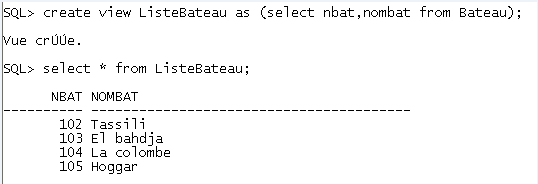 SQL> create view ListeBateau as (select nbat,nombat from Bateau);
Vue crÚÚe.
SQL> select * from ListeBateau;
NBAT NOMBAT
---------- ----------------------------------------
102 Tassili
103 El bahdja
104 La colombe
105 Hoggar